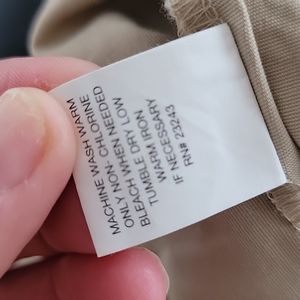 MACHINE WASH WARM
ONLY NON- CHLORINE
BLEACH WHEN NEEDED
TUMBLE DRY LOW
WARM IRON
IF NECESSARY
RN# 23243